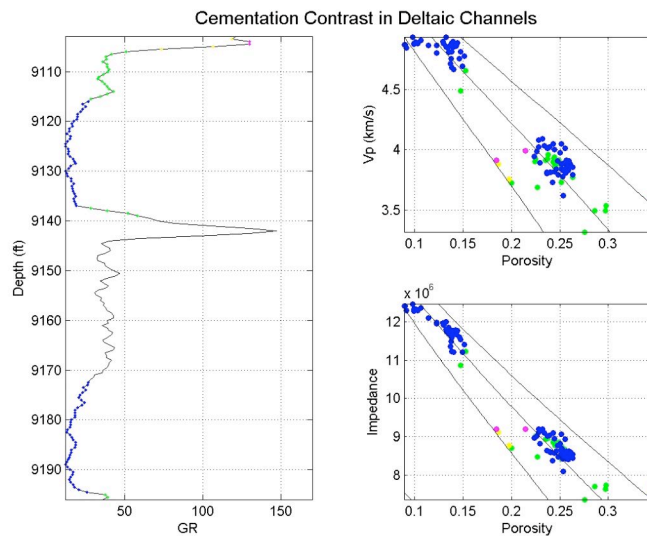 Cementation Contrast in Deltaic Channels
9110
9120
9130
9140
9150
9160
9170
9180
9190
Depth (ft)
50 100 150
GR
4.5
4
3.5
Vp (km/s)
0.1 0.15 0.2 0.25 0.3
Porosity
x 10⁶
12
11
10
9
8
Impedance
0.1 0.15 0.2 0.25 0.3
Porosity